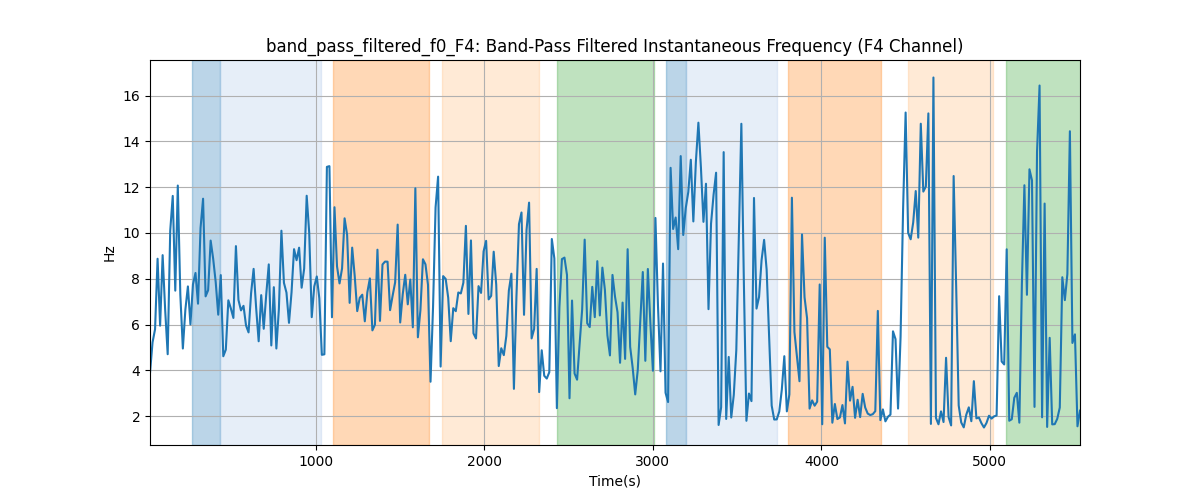 band_pass_filtered_f0_F4: Band-Pass Filtered Instantaneous Frequency (F4 Channel)
16
14
12
10
8
6
4
2
Hz
1000 2000 3000 4000 5000
Time(s)